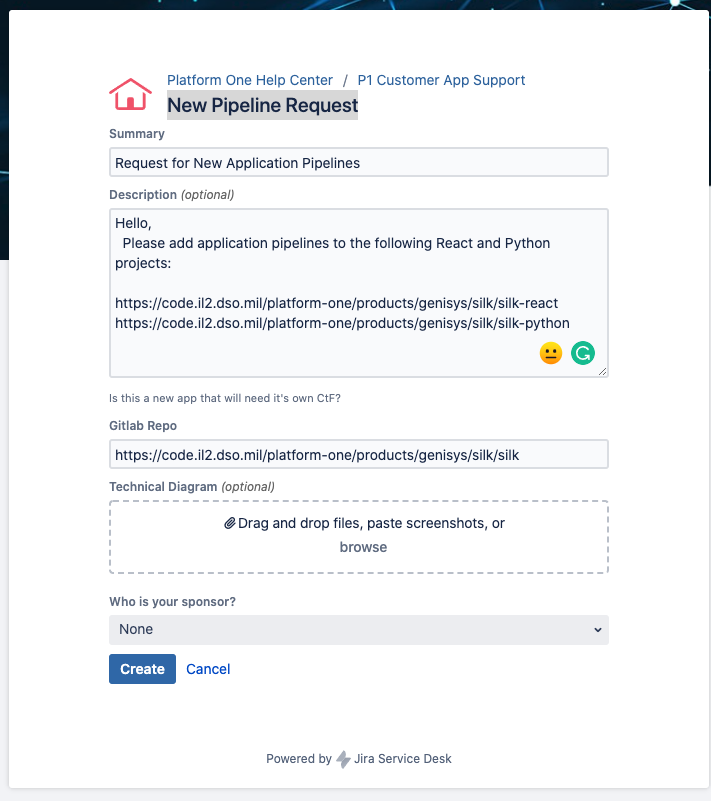 Platform One Help Center / P1 Customer App Support
New Pipeline Request
Summary
Request for New Application Pipelines
Description (optional)
Hello,
Please add application pipelines to the following React and Python
projects:
https://code.il2.dso.mil/platform-one/products/genisys/silk/silk-react
https://code.il2.dso.mil/platform-one/products/genisys/silk/silk-python
Is this a new app that will need it's own CtF?
Gitlab Repo
https://code.il2.dso.mil/platform-one/products/genisys/silk/silk
Technical Diagram (optional)
Drag and drop files, paste screenshots, or
browse
Who is your sponsor?
None
Create Cancel
Powered by Jira Service Desk